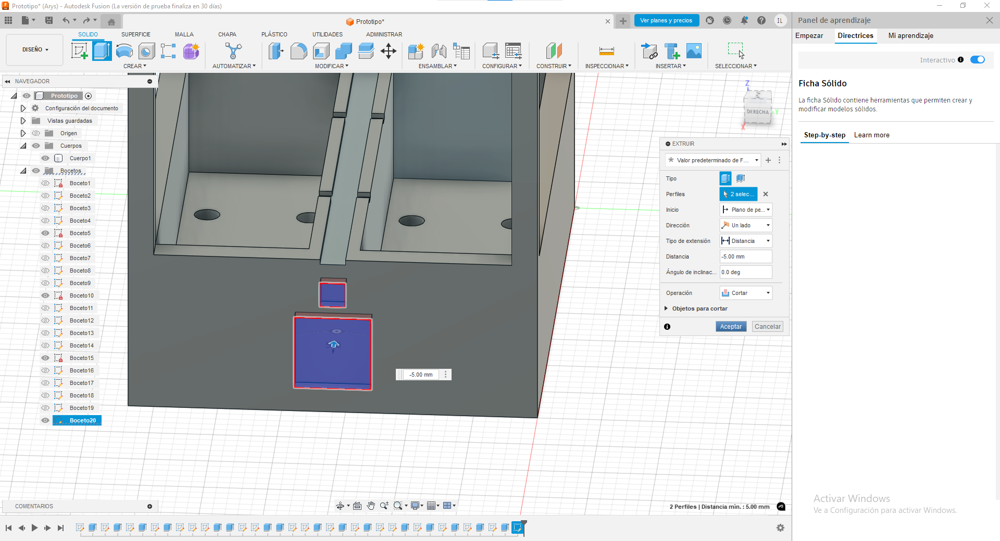 Prototipo* (Arys) - Autodesk Fusion (La versión de prueba finaliza en 30 días)
Prototipo*
Ver planes y precios
IL
Panel de aprendizaje
DISEÑO
SOLIDO
SUPERFICIE
MALLA
CHAPA
PLÁSTICO
UTILIDADES
ADMINISTRAR
CREAR
AUTOMATIZAR
MODIFICAR
ENSAMBLAR
CONFIGURAR
CONSTRUIR
INSPECCIONAR
INSERTAR
SELECCIONAR
Empezar
Directrices
Mi aprendizaje
Interactivo
Ficha Sólido
La ficha Sólido contiene herramientas que permiten crear y
modificar modelos sólidos.
Step-by-step
Learn more
NAVEGADOR
Prototipo
Configuración del documento
Vistas guardadas
Origen
Cuerpos
Cuerpo1
Bocetos
Boceto1
Boceto2
Boceto3
Boceto4
Boceto5
Boceto6
Boceto7
Boceto8
Boceto9
Boceto10
Boceto11
Boceto12
Boceto13
Boceto14
Boceto15
Boceto16
Boceto17
Boceto18
Boceto19
Boceto20
Z
DERECHA
Y
X
EXTRUIR
Valor predeterminado de F...
Tipo
Perfiles
2 selec...
Inicio
Plano de pe...
Dirección
Un lado
Tipo de extensión
Distancia
Distancia
-5.00 mm
Ángulo de inclinac...
0.0 deg
Operación
Cortar
Objetos para cortar
Aceptar
Cancelar
-5.00 mm
COMENTARIOS
2 Perfiles | Distancia mín. : 5.00 mm
Activar Windows
Ve a Configuración para activar Windows.